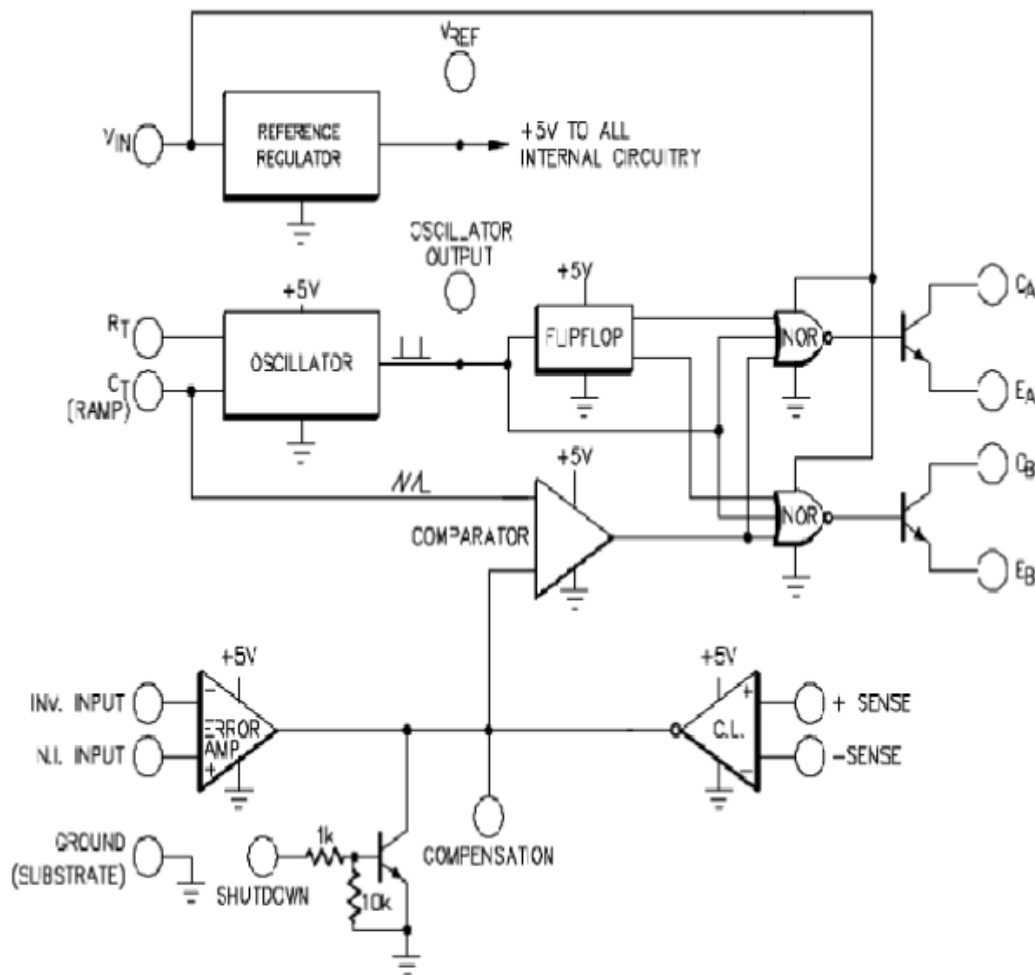 VREF
VIN
REFERENCE
REGULATOR
+5V TO ALL
INTERNAL CIRCUITRY
OSCILLATOR
OUTPUT
+5V
+5V
RT
OSCILLATOR
FLIPFLOP
NOR
CA
CT
(RAMP)
EA
+5V
CB
COMPARATOR
NOR
EB
+5V
+5V
INV. INPUT
-
+
+ SENSE
ERROR
AMP
C.L.
N.I. INPUT
+
-
-SENSE
GROUND
(SUBSTRATE)
1k
COMPENSATION
SHUTDOWN
10k